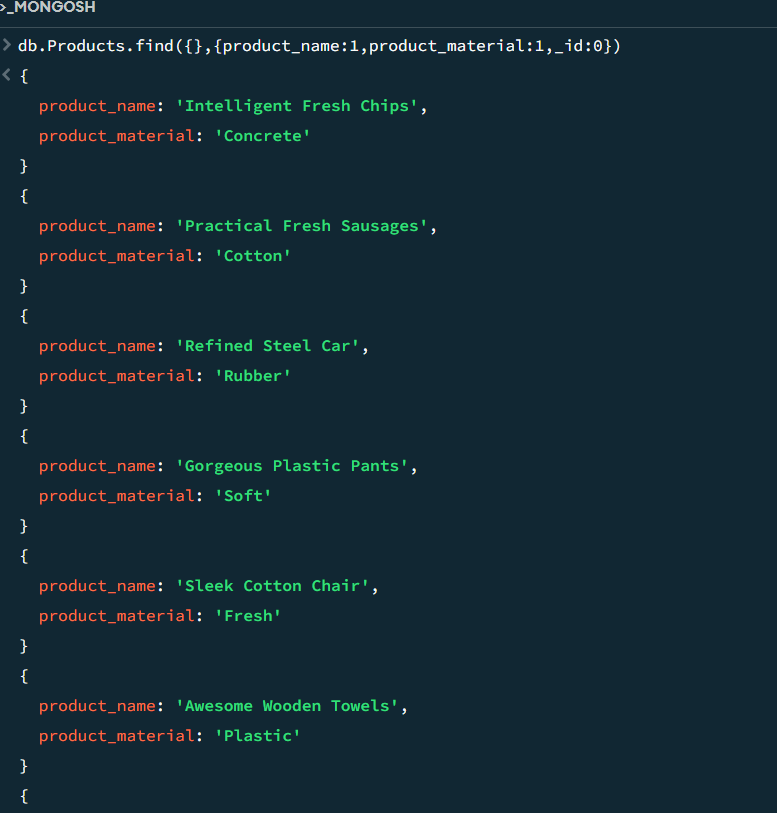 >_MONGOSH
> db.Products.find({},{product_name:1,product_material:1,_id:0})
< {
product_name: 'Intelligent Fresh Chips',
product_material: 'Concrete'
}
{
product_name: 'Practical Fresh Sausages',
product_material: 'Cotton'
}
{
product_name: 'Refined Steel Car',
product_material: 'Rubber'
}
{
product_name: 'Gorgeous Plastic Pants',
product_material: 'Soft'
}
{
product_name: 'Sleek Cotton Chair',
product_material: 'Fresh'
}
{
product_name: 'Awesome Wooden Towels',
product_material: 'Plastic'
}
{